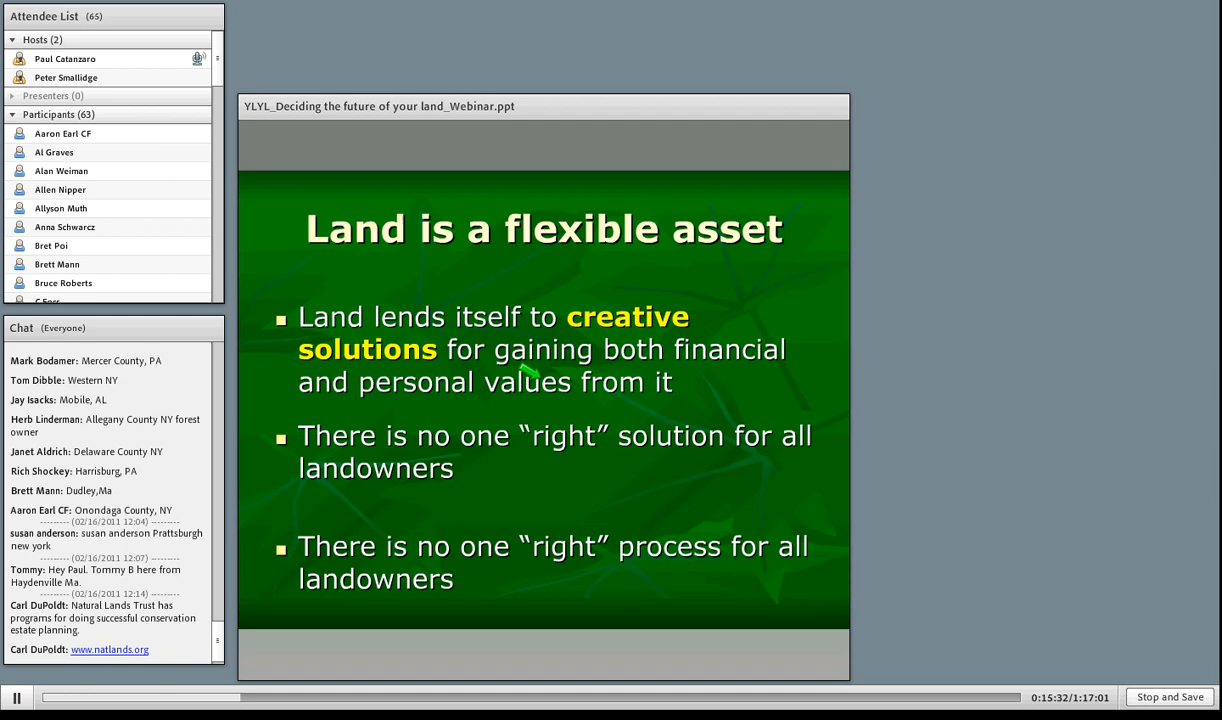 Attendee List (65)
Hosts (2)
Paul Catanzaro
Peter Smallidge
Presenters (0)
Participants (63)
Aaron Earl CF
Al Graves
Alan Weiman
Allen Nipper
Allyson Muth
Anna Schwarcz
Bret Poi
Brett Mann
Bruce Roberts
Chat (Everyone)
Mark Bodamer: Mercer County, PA
Tom Dibble: Western NY
Jay Isacks: Mobile, AL
Herb Linderman: Allegany County NY forest
owner
Janet Aldrich: Delaware County NY
Rich Shockey: Harrisburg, PA
Brett Mann: Dudley,Ma
Aaron Earl CF: Onondaga County, NY
--------- (02/16/2011 12:04) ---------
susan anderson: susan anderson Prattsburgh
new york
--------- (02/16/2011 12:07) ---------
Tommy: Hey Paul. Tommy B here from
Haydenville Ma.
--------- (02/16/2011 12:14) ---------
Carl DuPoldt: Natural Lands Trust has
programs for doing successful conservation
estate planning.
Carl DuPoldt: www.natlands.org
YLYL_Deciding the future of your land_Webinar.ppt
Land is a flexible asset
Land lends itself to creative
solutions for gaining both financial
and personal values from it
There is no one “right” solution for all
landowners
There is no one “right” process for all
landowners
0:15:32/1:17:01
Stop and Save